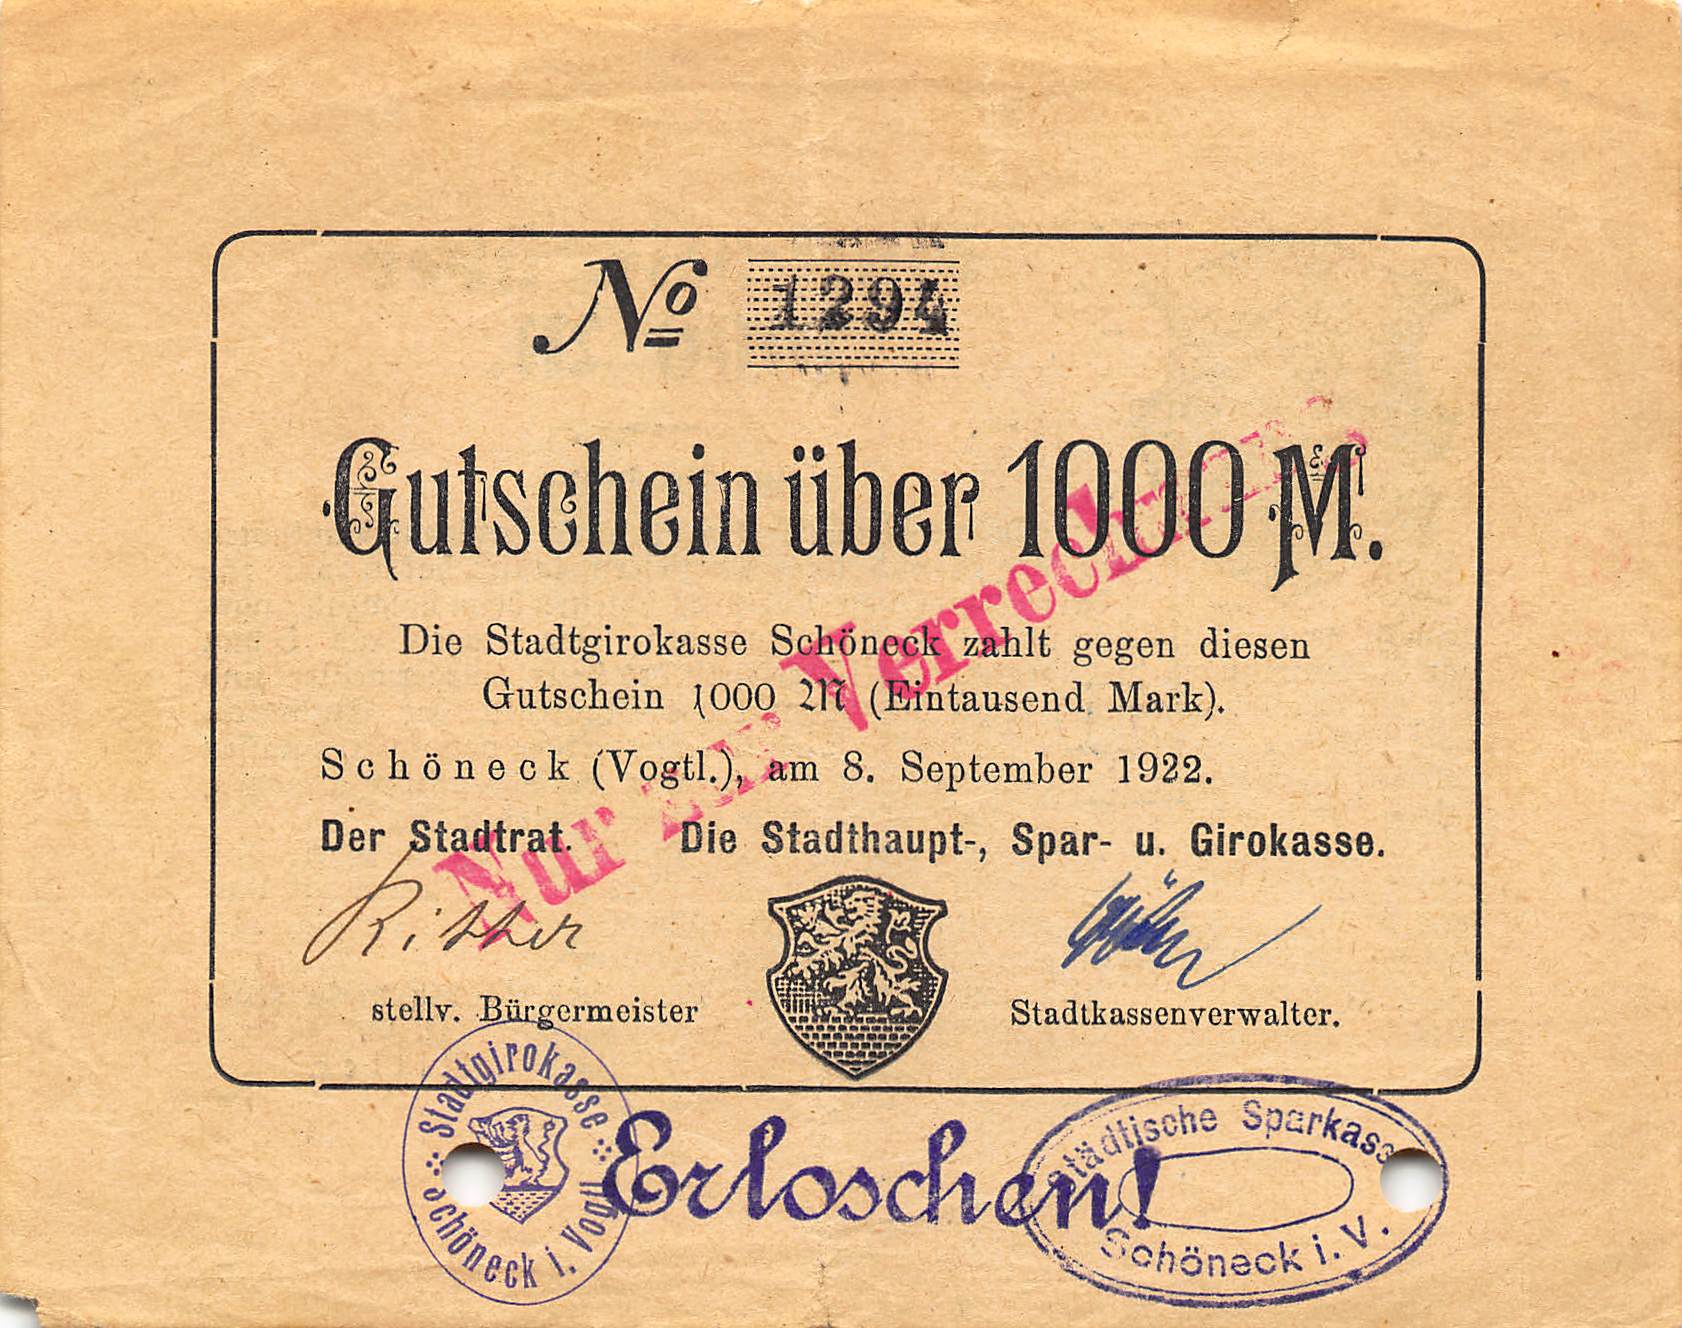 No 1294
Gutschein über 1000 M.
Die Stadtgirokasse Schöneck zahlt gegen diesen
Gutschein 1000 M (Eintausend Mark).
Schöneck (Vogtl.), am 8. September 1922.
Der Stadtrat. Die Stadthaupt-, Spar- u. Girokasse.
Nur zur Verrechnung
Ritter
stellv. Bürgermeister
Stadtkassenverwalter.
Stadtgirokasse
Schöneck i. Vogtl.
Erloschen!
Städtische Sparkasse
Schöneck i. V.